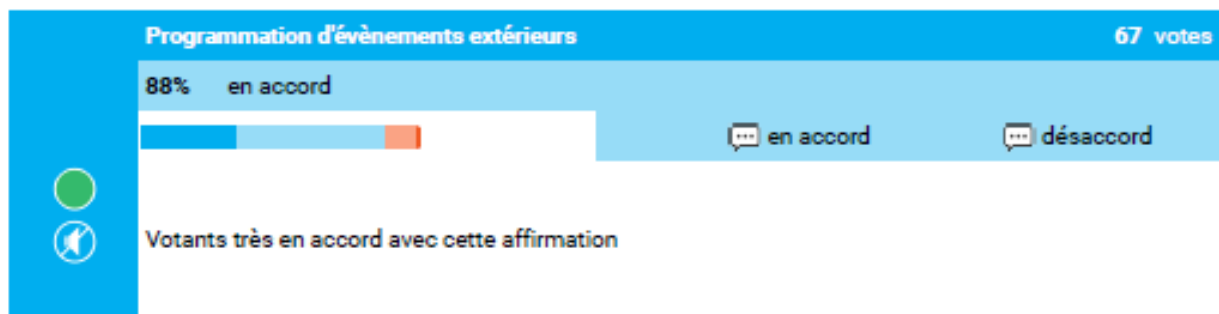 Programmation d'évènements extérieurs 67 votes
88% en accord
en accord désaccord
Votants très en accord avec cette affirmation